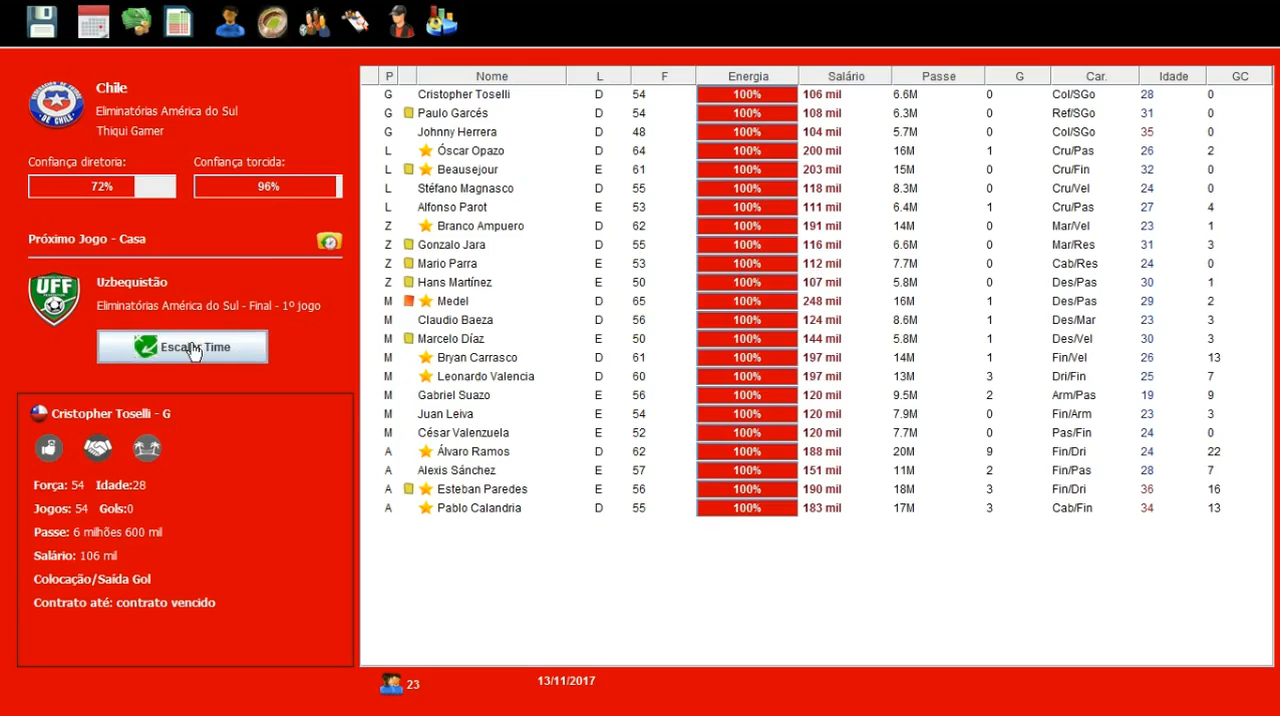 Chile
Eliminatórias América do Sul
Thiqui Gamer
Confiança diretoria: Confiança torcida:
72% 96%
Próximo Jogo - Casa
UFF
Uzbequistão
Eliminatórias América do Sul - Final - 1º jogo
Escalar Time
Cristopher Toselli - G
Força: 54 Idade:28
Jogos: 54 Gols:0
Passe: 6 milhões 600 mil
Salário: 106 mil
Colocação/Saída Gol
Contrato até: contrato vencido
P Nome L F Energia Salário Passe G Car. Idade GC
G Cristopher Toselli D 54 100% 106 mil 6.6M 0 Col/SGo 28 0
G Paulo Garcés D 54 100% 108 mil 6.3M 0 Ref/SGo 31 0
G Johnny Herrera D 48 100% 104 mil 5.7M 0 Col/SGo 35 0
L Óscar Opazo D 64 100% 200 mil 16M 1 Cru/Pas 26 2
L Beausejour E 61 100% 203 mil 15M 1 Cru/Fin 32 0
L Stéfano Magnasco D 55 100% 118 mil 8.3M 0 Cru/Vel 24 0
L Alfonso Parot E 53 100% 111 mil 6.4M 1 Cru/Pas 27 4
Z Branco Ampuero D 62 100% 191 mil 14M 0 Mar/Vel 23 1
Z Gonzalo Jara D 55 100% 116 mil 6.6M 0 Mar/Res 31 3
Z Mario Parra E 53 100% 112 mil 7.7M 0 Cab/Res 24 0
Z Hans Martínez E 50 100% 107 mil 5.8M 0 Des/Pas 30 1
M Medel D 65 100% 248 mil 16M 1 Des/Pas 29 2
M Claudio Baeza D 56 100% 124 mil 8.6M 1 Des/Mar 23 3
M Marcelo Díaz E 50 100% 144 mil 5.8M 1 Des/Vel 30 3
M Bryan Carrasco D 61 100% 197 mil 14M 1 Fin/Vel 26 13
M Leonardo Valencia D 60 100% 197 mil 13M 3 Dri/Fin 25 7
M Gabriel Suazo E 56 100% 120 mil 9.5M 2 Arm/Pas 19 9
M Juan Leiva E 54 100% 120 mil 7.9M 0 Fin/Arm 23 3
M César Valenzuela E 52 100% 120 mil 7.7M 0 Pas/Fin 24 0
A Álvaro Ramos D 62 100% 188 mil 20M 9 Fin/Dri 24 22
A Alexis Sánchez E 57 100% 151 mil 11M 2 Fin/Pas 28 7
A Esteban Paredes E 56 100% 190 mil 18M 3 Fin/Dri 36 16
A Pablo Calandria D 55 100% 183 mil 17M 3 Cab/Fin 34 13
23 13/11/2017